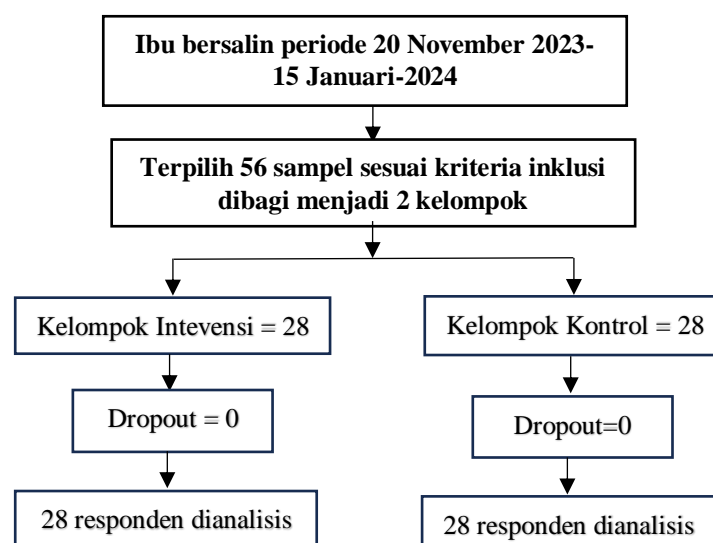 Ibu bersalin periode 20 November 2023-
15 Januari-2024
Terpilih 56 sampel sesuai kriteria inklusi
dibagi menjadi 2 kelompok
Kelompok Intevensi = 28
Kelompok Kontrol = 28
Dropout = 0
Dropout=0
28 responden dianalisis
28 responden dianalisis